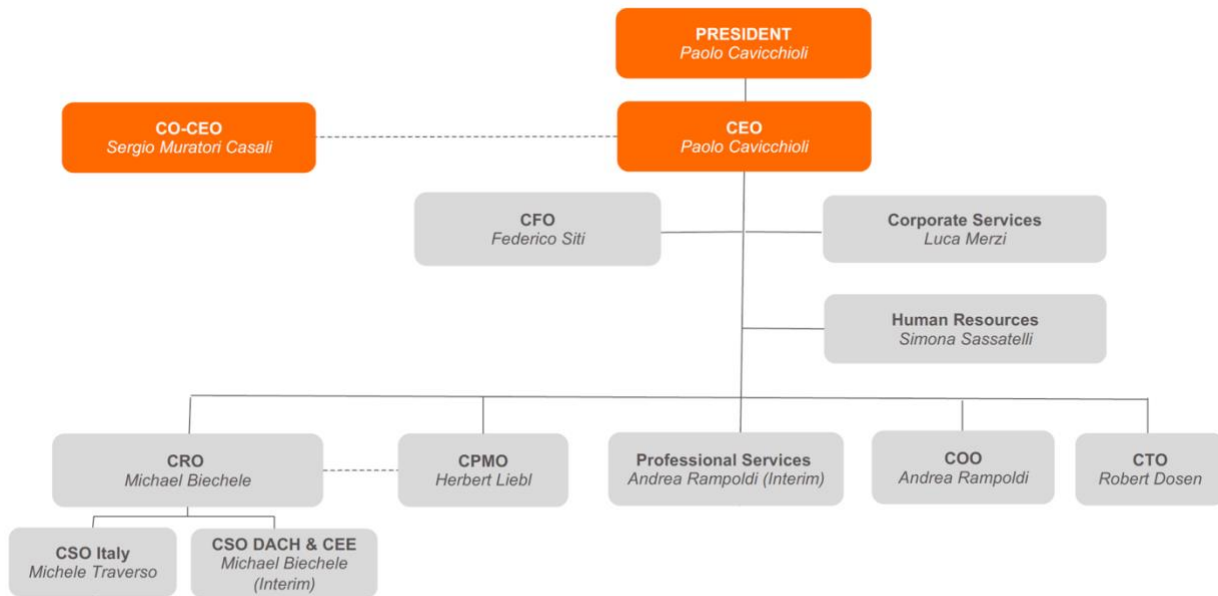 PRESIDENT
Paolo Cavicchioli
CO-CEO
Sergio Muratori Casali
CEO
Paolo Cavicchioli
CFO
Federico Siti
Corporate Services
Luca Merzi
Human Resources
Simona Sassatelli
CRO
Michael Biechele
CPMO
Herbert Liebl
Professional Services
Andrea Rampoldi (Interim)
COO
Andrea Rampoldi
CTO
Robert Dosen
CSO Italy
Michele Traverso
CSO DACH & CEE
Michael Biechele
(Interim)